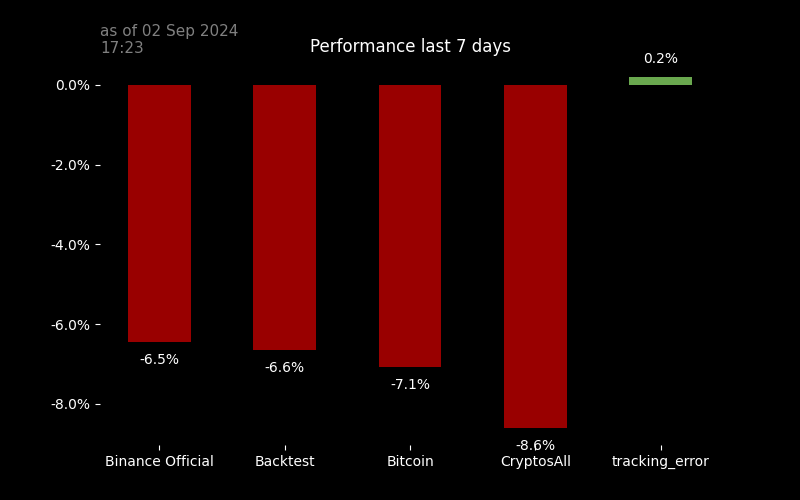 as of 02 Sep 2024
17:23
Performance last 7 days
0.2%
0.0%
-2.0%
-4.0%
-6.0%
-8.0%
-6.5%
-6.6%
-7.1%
-8.6%
Binance Official
Backtest
Bitcoin
CryptosAll
tracking_error